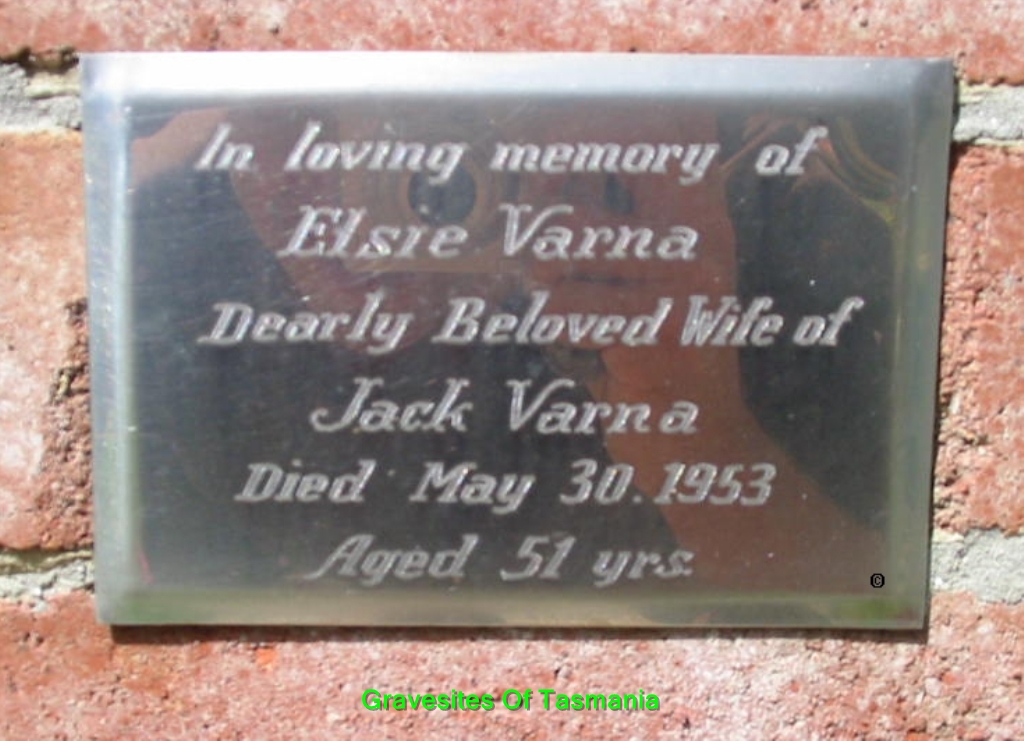 In loving memory of
Elsie Varna
Dearly Beloved Wife of
Jack Varna
Died May 30. 1953
Aged 51 yrs.
©
Gravesites Of Tasmania